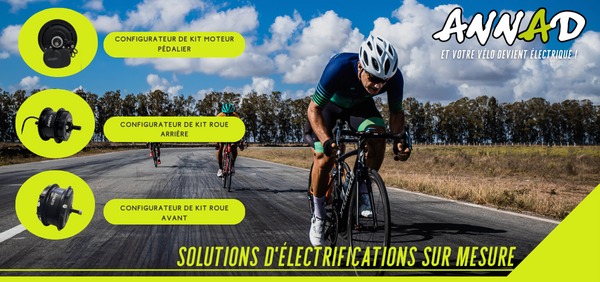 ANNAD
ET VOTRE VÉLO DEVIENT ÉLECTRIQUE !
CONFIGURATEUR DE KIT MOTEUR
PÉDALIER
CONFIGURATEUR DE KIT ROUE
ARRIÈRE
CONFIGURATEUR DE KIT ROUE
AVANT
SOLUTIONS D'ÉLECTRIFICATIONS SUR MESURE